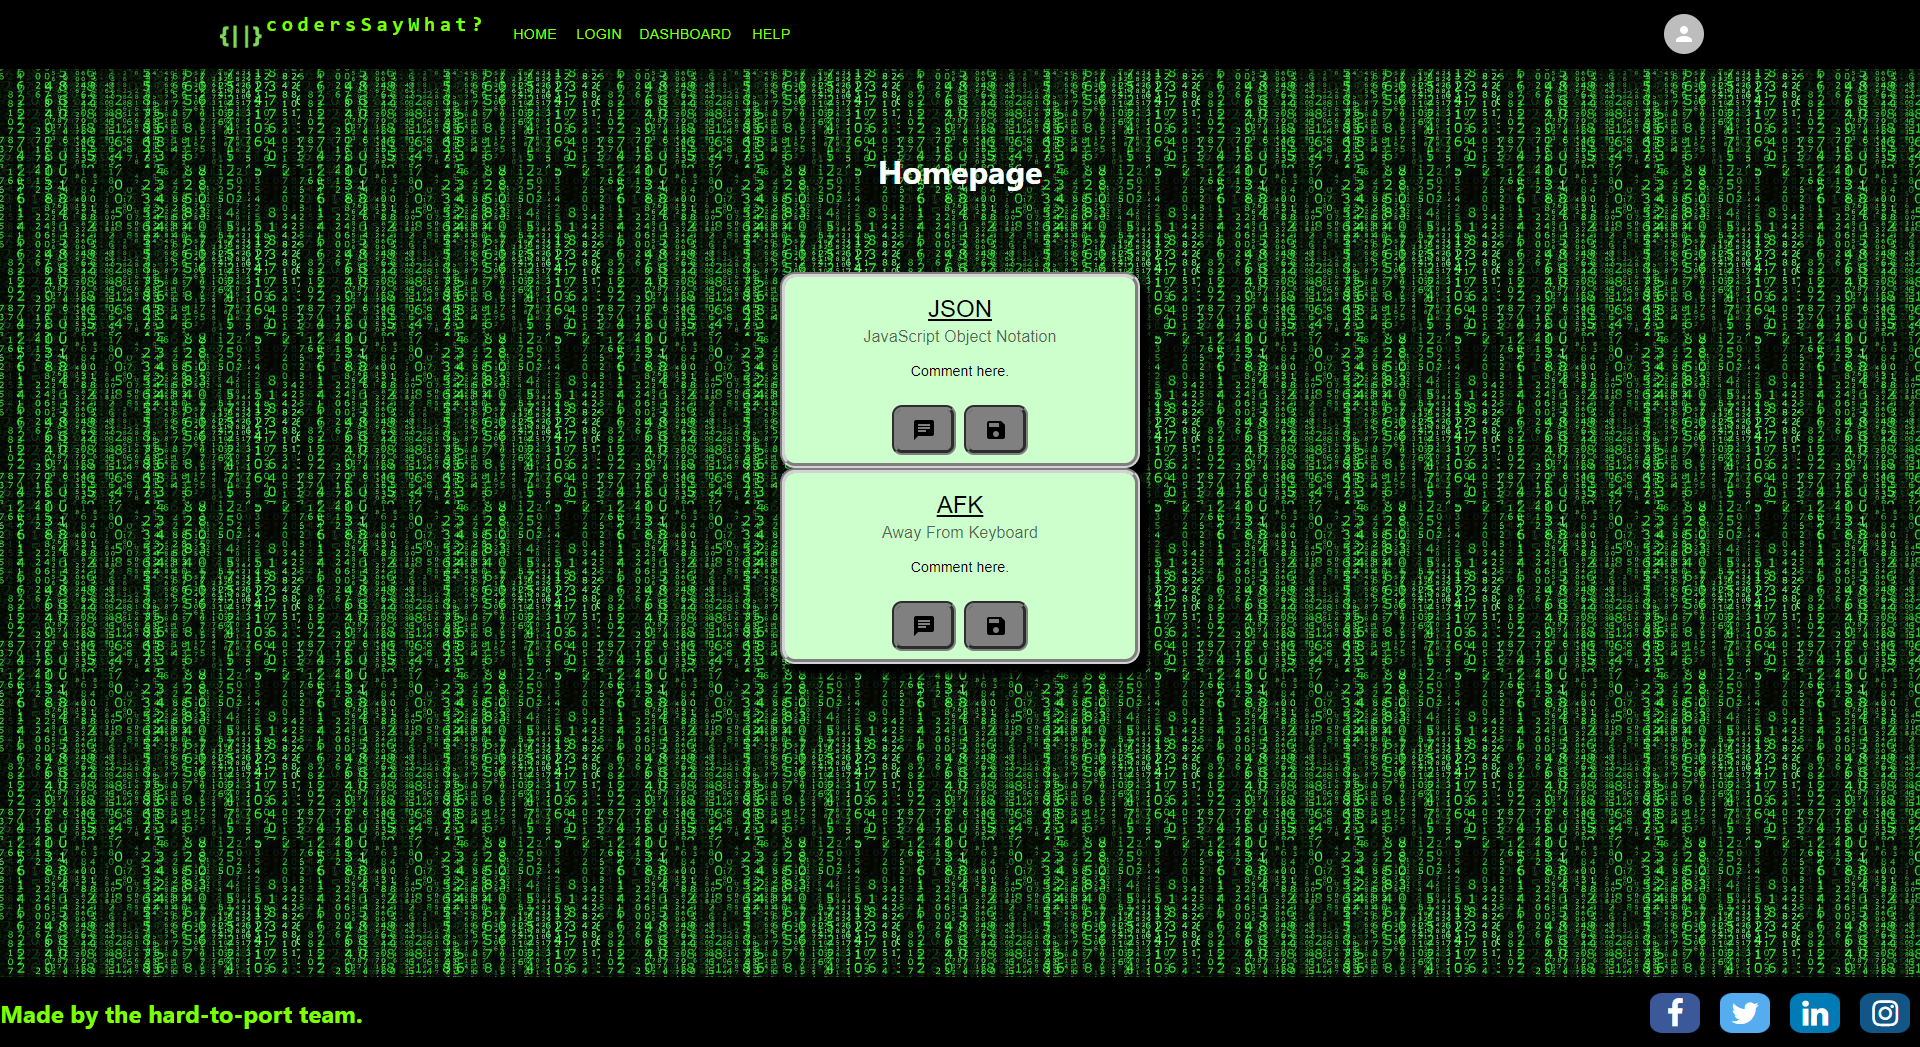 {||} codersSayWhat? HOME LOGIN DASHBOARD HELP
Homepage
JSON
JavaScript Object Notation
Comment here.
AFK
Away From Keyboard
Comment here.
Made by the hard-to-port team.